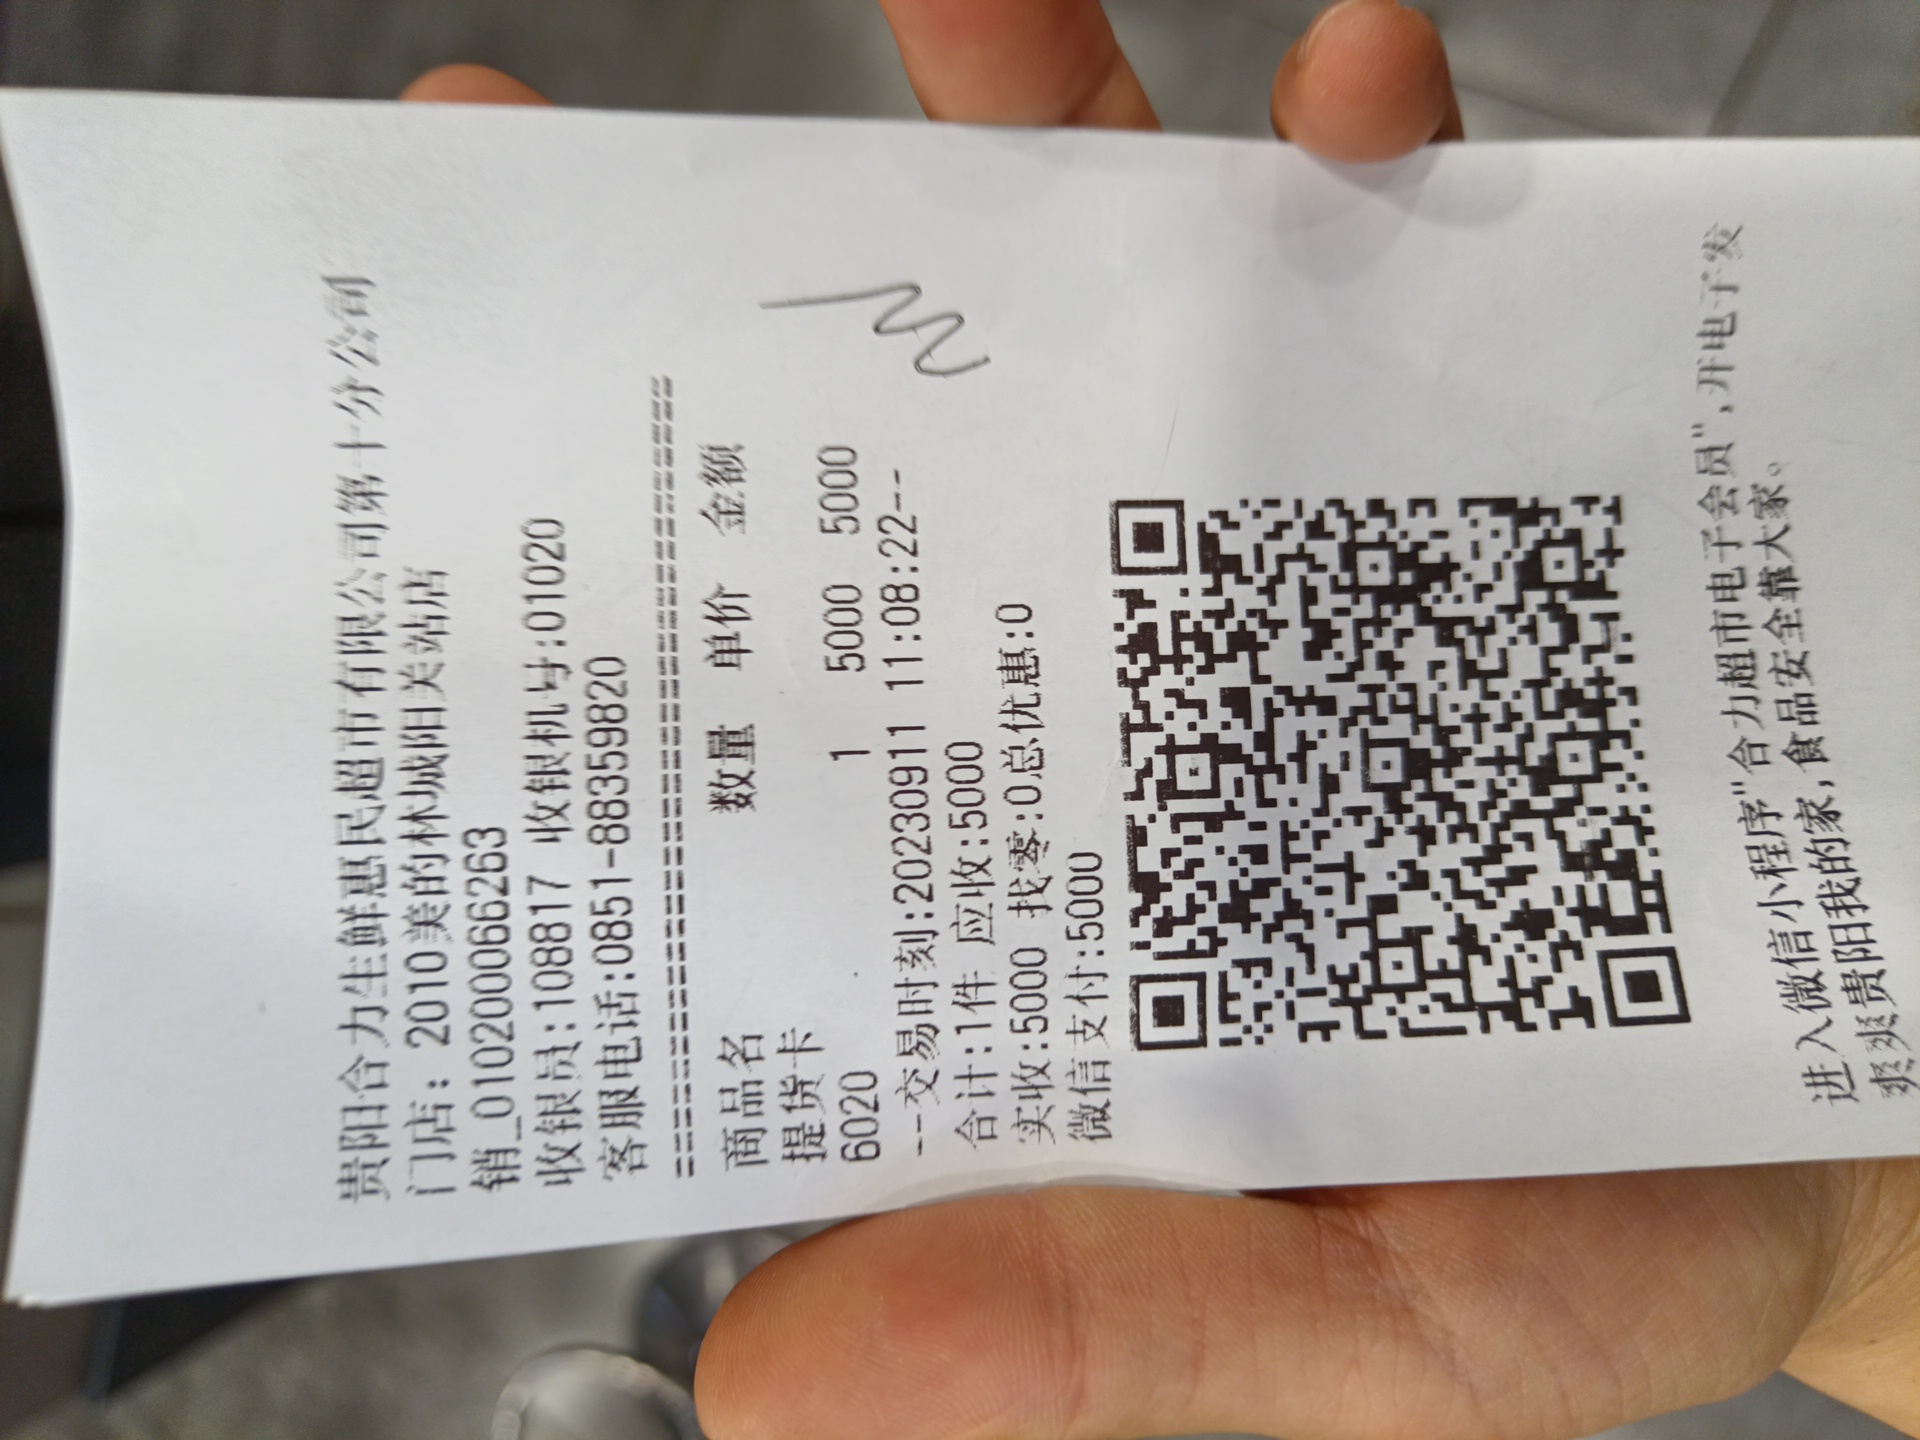 贵阳合力生鲜惠民超市有限公司第十分公司
门店: 2010美的林城阳关站店
销_01020006​6263
收银员:108817 收银机号:01020
客服电话:0851-88359820
================================
商品名 数量 单价 金额
提货卡
6020 1 5000 5000
---交易时刻:20230911 11:08:22--
合计:1件 应收:5000
实收:5000 找零:0总优惠:0
微信支付:5000
进入微信小程序"合力超市电子会员",开电子发
爽爽贵阳我的家,食品安全靠大家。